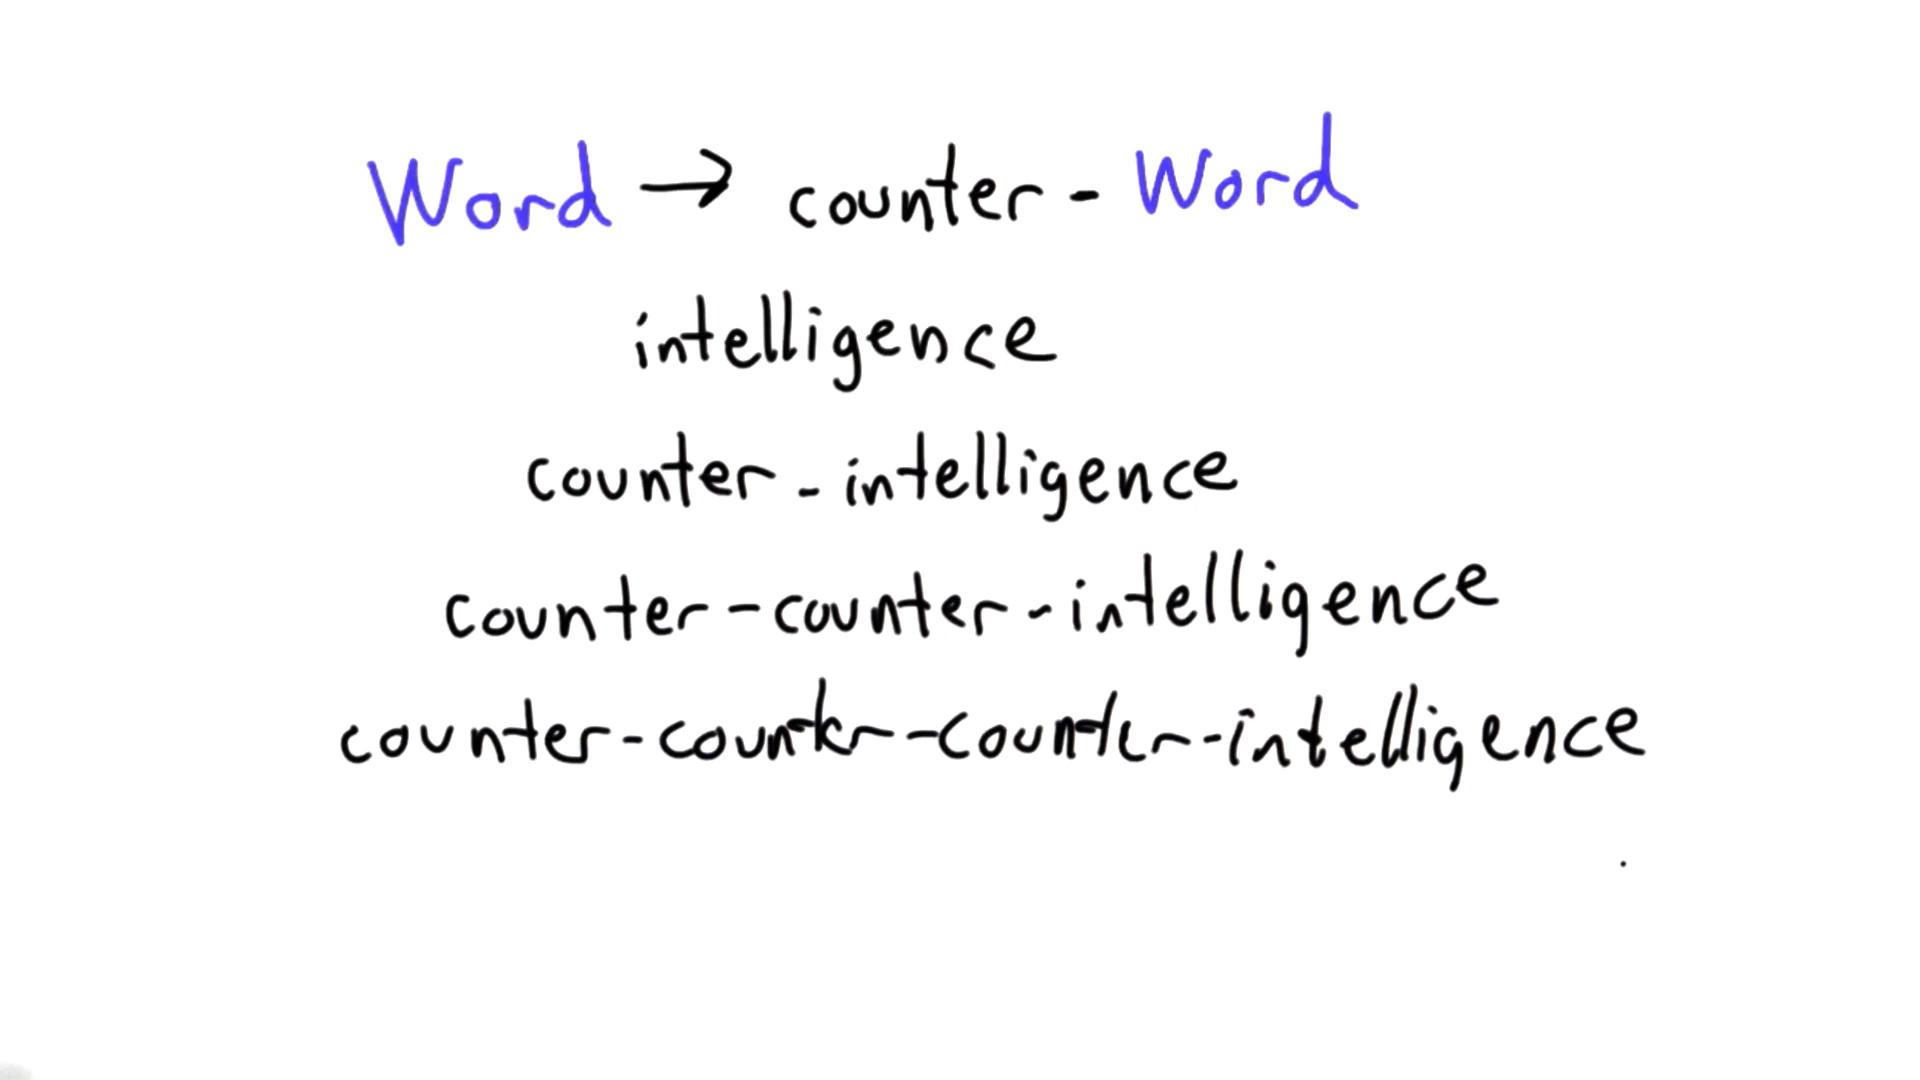 Word → counter - Word
intelligence
counter - intelligence
counter-counter-intelligence
counter-counter-counter-intelligence